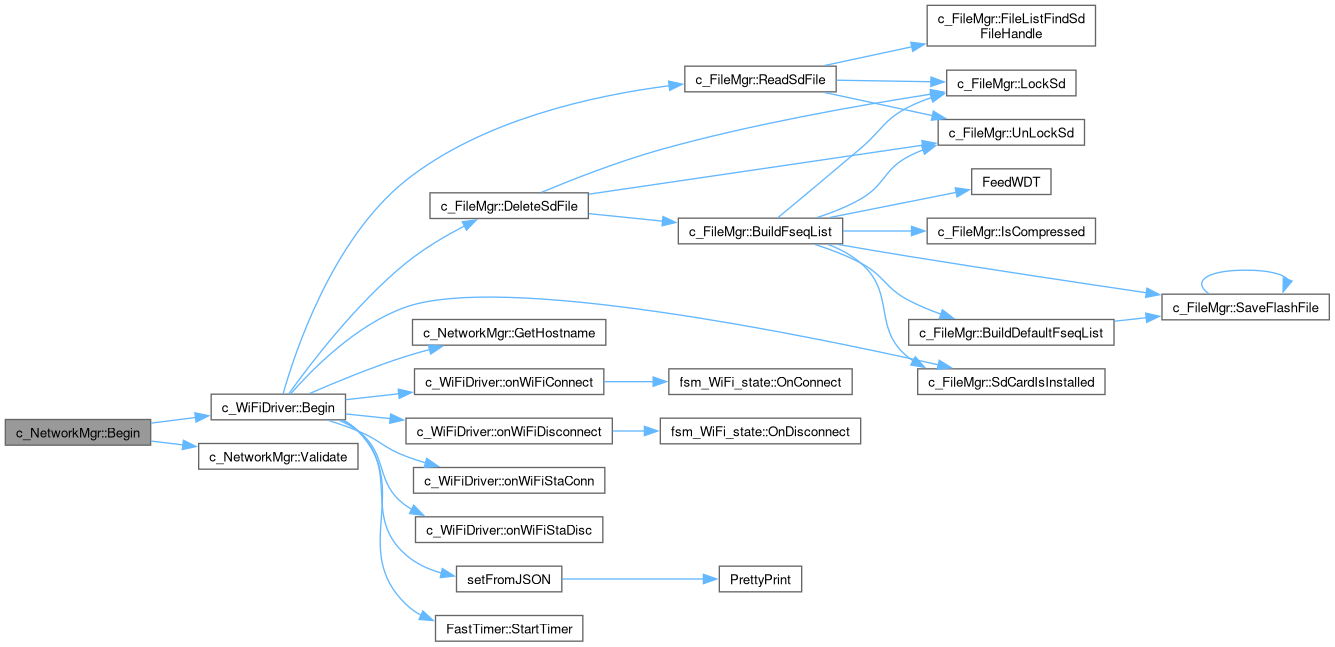 c_NetworkMgr::Begin
c_WiFiDriver::Begin
c_NetworkMgr::Validate
c_FileMgr::ReadSdFile
c_FileMgr::DeleteSdFile
c_FileMgr::BuildFseqList
c_NetworkMgr::GetHostname
c_WiFiDriver::onWiFiConnect
fsm_WiFi_state::OnConnect
c_WiFiDriver::onWiFiDisconnect
fsm_WiFi_state::OnDisconnect
c_WiFiDriver::onWiFiStaConn
c_WiFiDriver::onWiFiStaDisc
setFromJSON
PrettyPrint
FastTimer::StartTimer
c_FileMgr::FileListFindSd
FileHandle
c_FileMgr::LockSd
c_FileMgr::UnLockSd
FeedWDT
c_FileMgr::IsCompressed
c_FileMgr::SaveFlashFile
c_FileMgr::BuildDefaultFseqList
c_FileMgr::SdCardIsInstalled